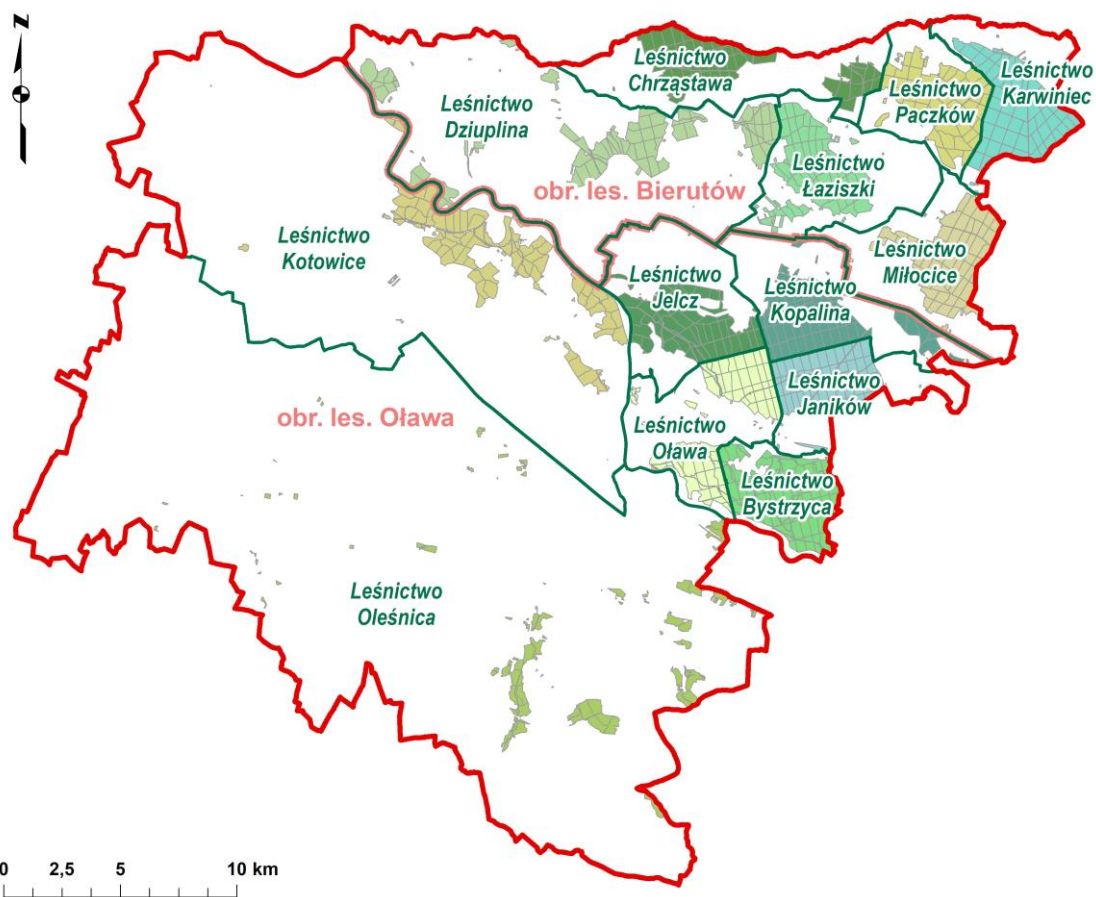 Z
Leśnictwo
Chrząstawa
Leśnictwo
Karwiniec
Leśnictwo
Paczków
Leśnictwo
Dziuplina
Leśnictwo
Łaziszki
obr. les. Bierutów
Leśnictwo
Kotowice
Leśnictwo
Miłocice
Leśnictwo
Jelcz
Leśnictwo
Kopalina
Leśnictwo
Janików
obr. les. Oława
Leśnictwo
Oława
Leśnictwo
Bystrzyca
Leśnictwo
Oleśnica
0 2,5 5 10 km